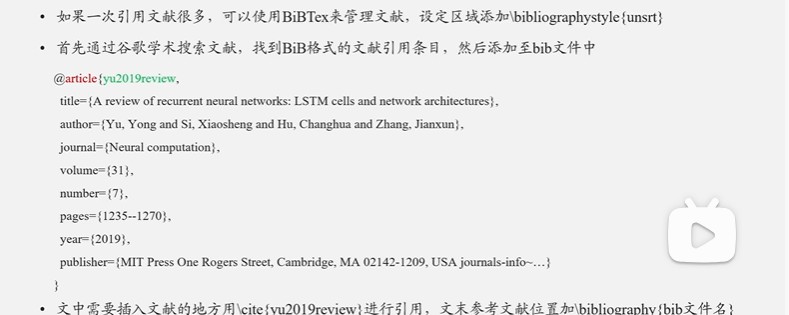 • 如果一次引用文献很多，可以使用BiBTex来管理文献，设定区域添加\bibliographystyle{unsrt}
• 首先通过谷歌学术搜索文献，找到BiB格式的文献引用条目，然后添加至bib文件中
@article{yu2019review,
title={A review of recurrent neural networks: LSTM cells and network architectures},
author={Yu, Yong and Si, Xiaosheng and Hu, Changhua and Zhang, Jianxun},
journal={Neural computation},
volume={31},
number={7},
pages={1235--1270},
year={2019},
publisher={MIT Press One Rogers Street, Cambridge, MA 02142-1209, USA journals-info~…}
}
• 文中需要插入文献的地方用\cite{yu2019review}进行引用，文末参考文献位置加\bibliography{bib文件名}